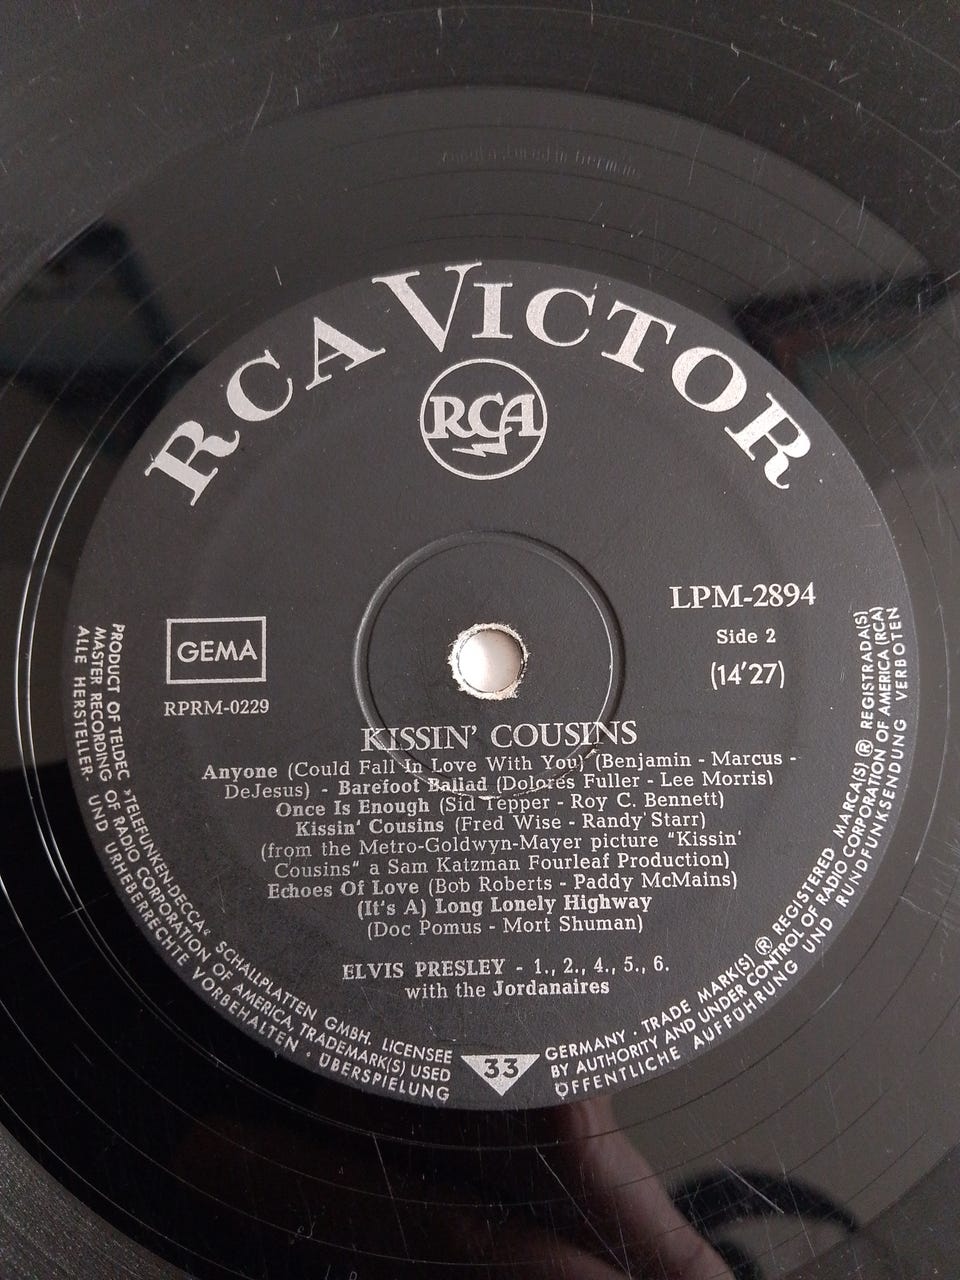 RCA VICTOR
RCA
LPM-2894
Side 2
(14'27)
GEMA
RPRM-0229
KISSIN' COUSINS
Anyone (Could Fall In Love With You) (Benjamin - Marcus -
DeJesus) - Barefoot Ballad (Dolores Fuller - Lee Morris)
Once Is Enough (Sid Tepper - Roy C. Bennett)
Kissin' Cousins (Fred Wise - Randy Starr)
(from the Metro-Goldwyn-Mayer picture "Kissin'
Cousins" a Sam Katzman Fourleaf Production)
Echoes Of Love (Bob Roberts - Paddy McMains)
(It's A) Long Lonely Highway
(Doc Pomus - Mort Shuman)
ELVIS PRESLEY - 1., 2., 4., 5., 6.
with the Jordanaires
33
PRODUCT OF TELDEC »TELEFUNKEN-DECCA« SCHALLPLATTEN GMBH. LICENSEE
MASTER RECORDING OF RADIO CORPORATION OF AMERICA, TRADEMARK(S) USED
ALLE HERSTELLER- UND URHEBERRECHTE VORBEHALTEN · ÜBERSPIELUNG
GERMANY · TRADE MARK(S) ® REGISTERED MARCA(S) ® REGISTRADA(S)
BY AUTHORITY AND UNDER CONTROL OF RADIO CORPORATION OF AMERICA (RCA)
ÖFFENTLICHE AUFFÜHRUNG UND RUNDFUNKSENDUNG VERBOTEN